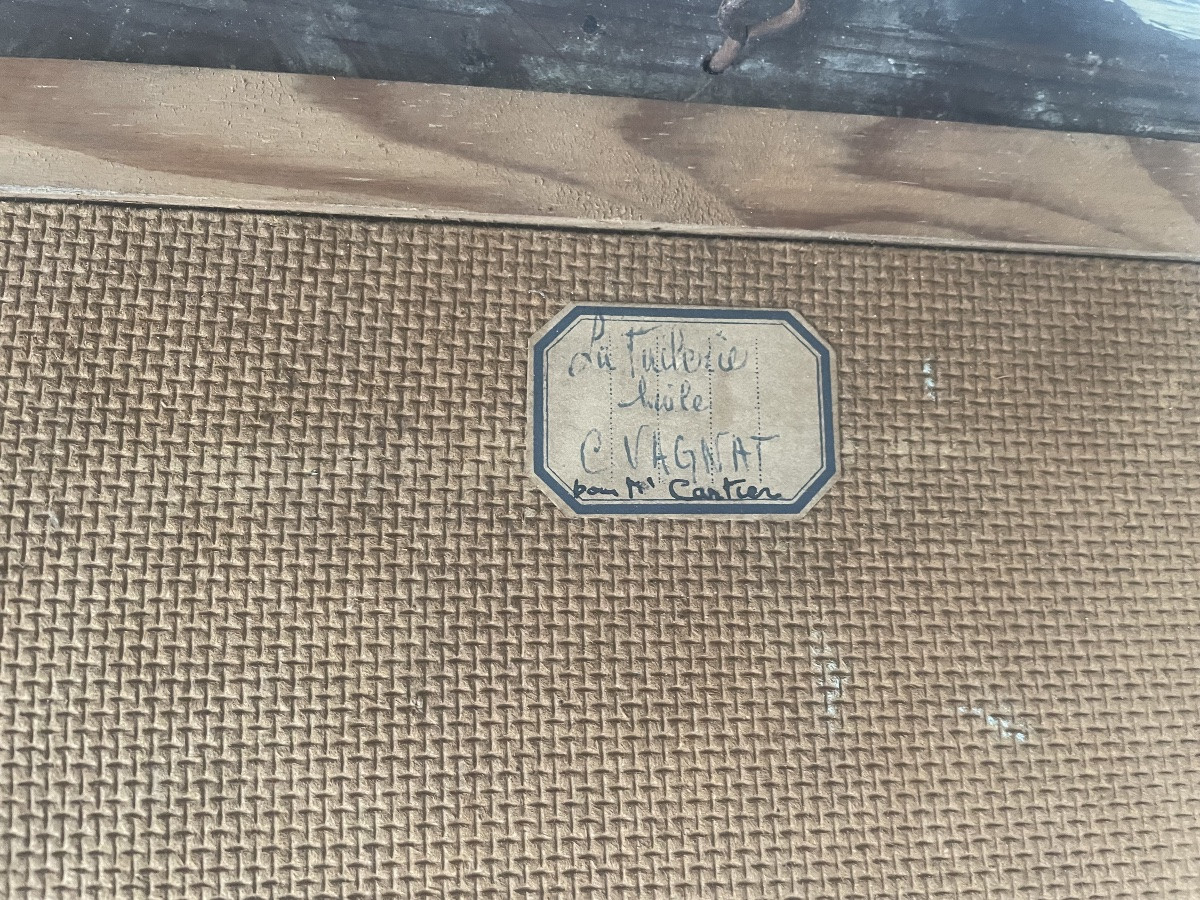 La Tuilerie
huile
C VAGNAT
pour Mr Cartier